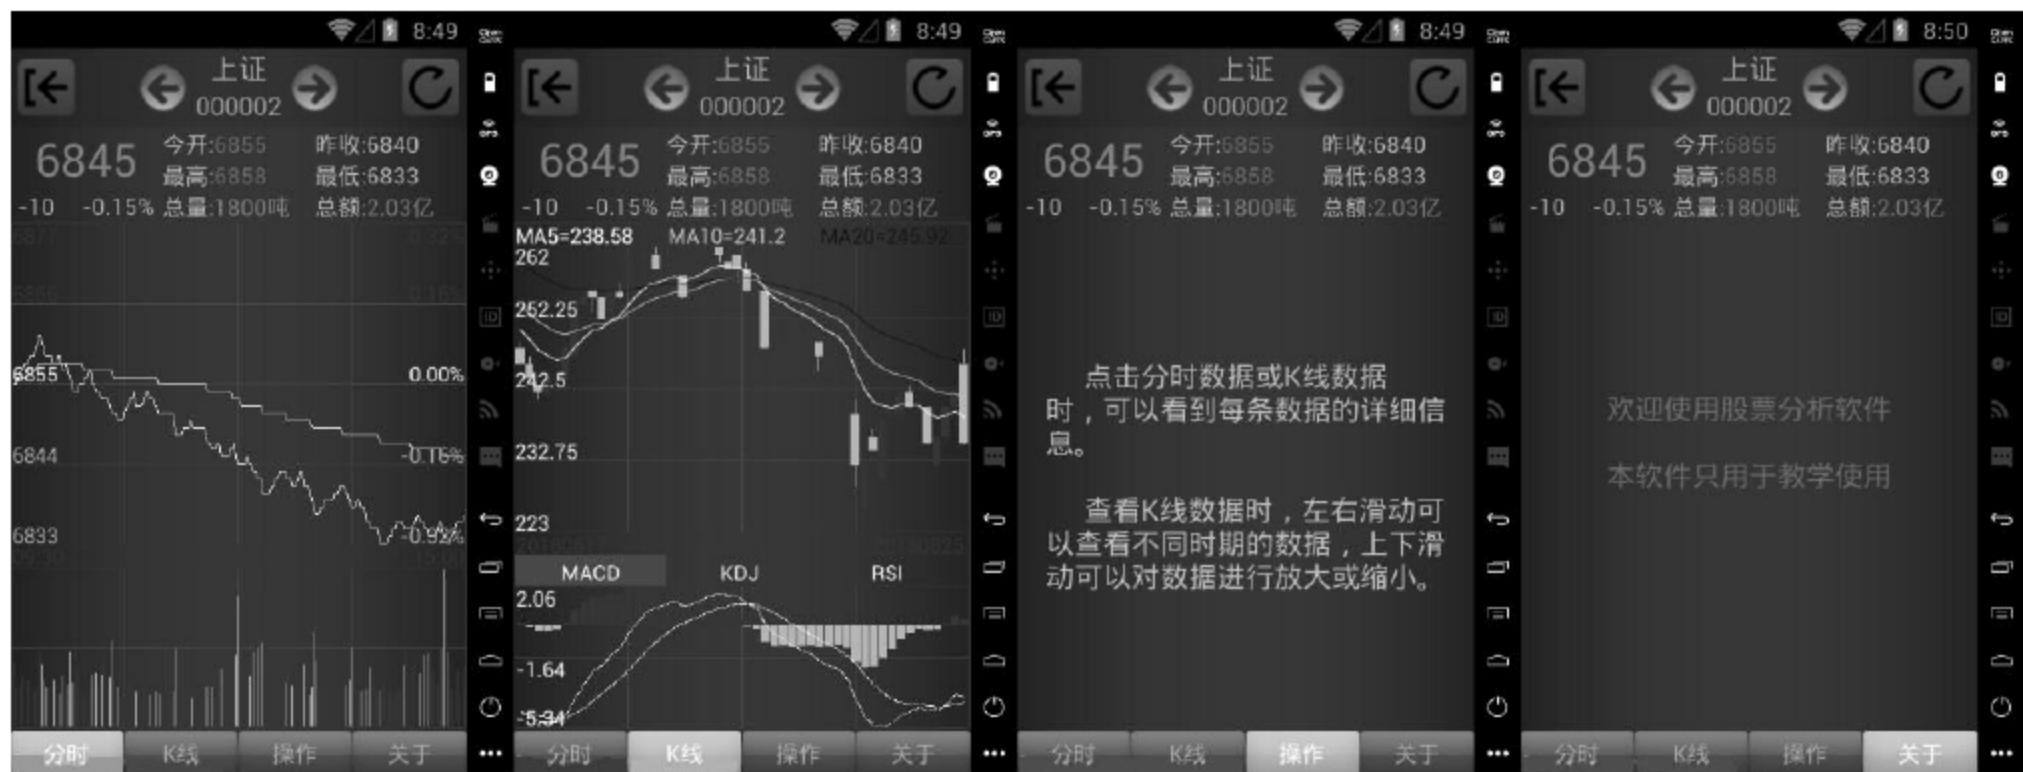 8:49
上证
000002
6845
今开:6855
昨收:6840
最高:6858
最低:6833
-10
-0.15%
总量:1800吨
总额:2.03亿
6877
-0.32%
6866
0.16%
6855
0.00%
6844
-0.16%
6833
-0.32%
09:30
15:00
分时
K线
操作
关于
8:49
上证
000002
6845
今开:6855
昨收:6840
最高:6858
最低:6833
-10
-0.15%
总量:1800吨
总额:2.03亿
MA5=238.58
MA10=241.2
MA20=245.92
262
252.25
242.5
232.75
223
MACD
KDJ
RSI
2.06
-1.64
-5.34
分时
K线
操作
关于
8:49
上证
000002
6845
今开:6855
昨收:6840
最高:6858
最低:6833
-10
-0.15%
总量:1800吨
总额:2.03亿
点击分时数据或K线数据
时，可以看到每条数据的详细信
息。
查看K线数据时，左右滑动可
以查看不同时期的数据，上下滑
动可以对数据进行放大或缩小。
分时
K线
操作
关于
8:50
上证
000002
6845
今开:6855
昨收:6840
最高:6858
最低:6833
-10
-0.15%
总量:1800吨
总额:2.03亿
欢迎使用股票分析软件
本软件只用于教学使用
分时
K线
操作
关于